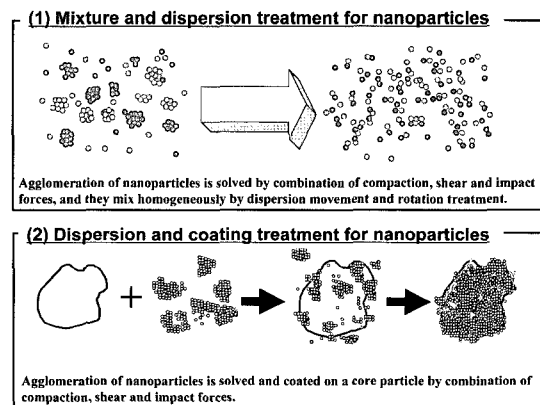 (1) Mixture and dispersion treatment for nanoparticles
Agglomeration of nanoparticles is solved by combination of compaction, shear and impact
forces, and they mix homogeneously by dispersion movement and rotation treatment.
(2) Dispersion and coating treatment for nanoparticles
+
Agglomeration of nanoparticles is solved and coated on a core particle by combination of
compaction, shear and impact forces.